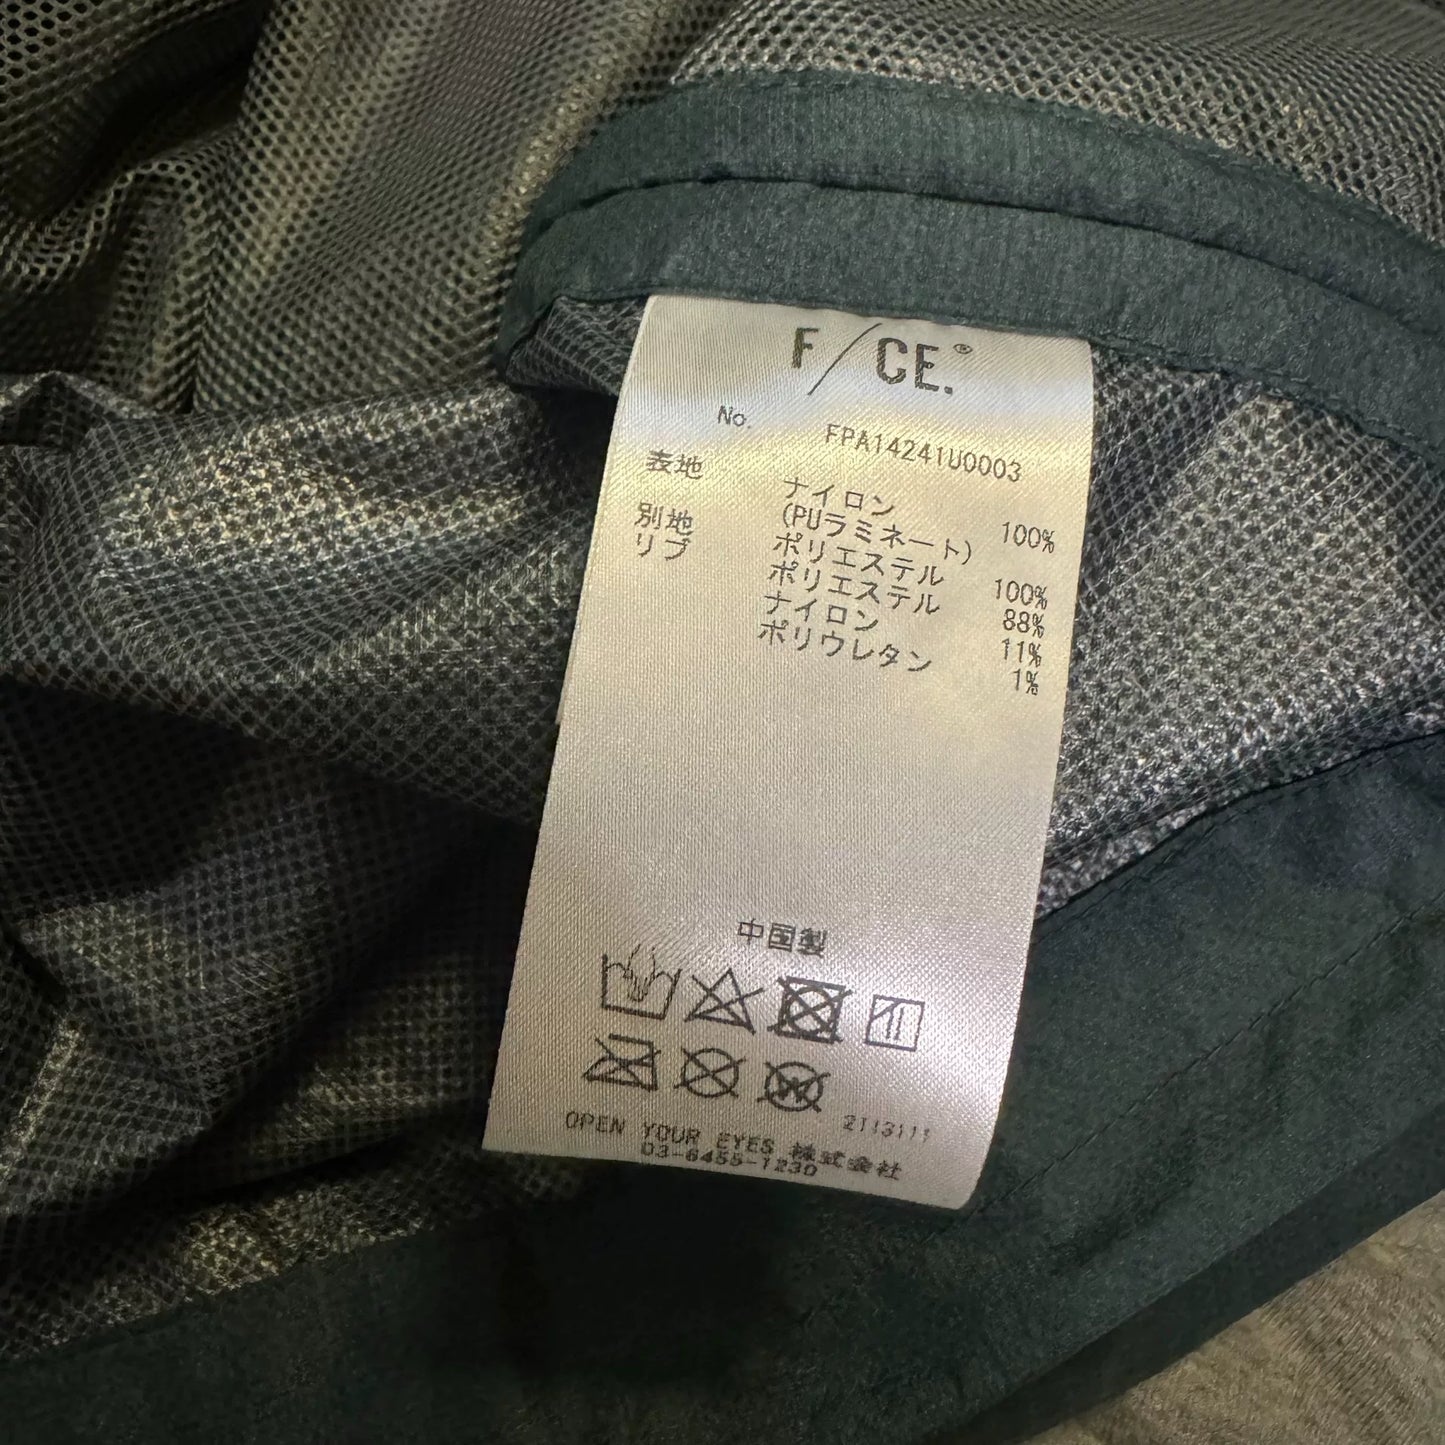 F/CE.®
No. FPA14241U0003
表地 ナイロン 100%
(PUラミネート)
別地 ポリエステル 100%
リブ ポリエステル 88%
ナイロン 11%
ポリウレタン 1%
中国製
OPEN YOUR EYES 株式会社 2113111
03-6455-1230